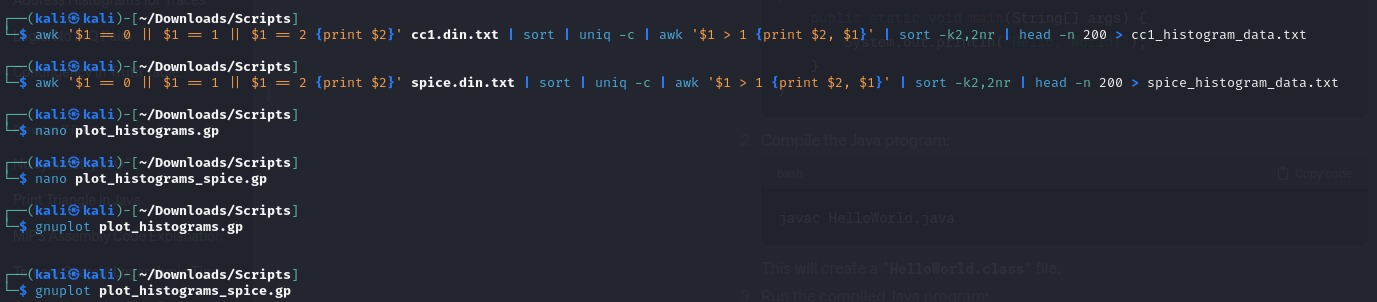 ┌──(kali㉿kali)-[~/Downloads/Scripts]
└─$ awk '$1 == 0 || $1 == 1 || $1 == 2 {print $2}' cc1.din.txt | sort | uniq -c | awk '$1 > 1 {print $2, $1}' | sort -k2,2nr | head -n 200 > cc1_histogram_data.txt
┌──(kali㉿kali)-[~/Downloads/Scripts]
└─$ awk '$1 == 0 || $1 == 1 || $1 == 2 {print $2}' spice.din.txt | sort | uniq -c | awk '$1 > 1 {print $2, $1}' | sort -k2,2nr | head -n 200 > spice_histogram_data.txt
┌──(kali㉿kali)-[~/Downloads/Scripts]
└─$ nano plot_histograms.gp
┌──(kali㉿kali)-[~/Downloads/Scripts]
└─$ nano plot_histograms_spice.gp
┌──(kali㉿kali)-[~/Downloads/Scripts]
└─$ gnuplot plot_histograms.gp
┌──(kali㉿kali)-[~/Downloads/Scripts]
└─$ gnuplot plot_histograms_spice.gp
Address Histograms for Traces
public static void main(String[] args) {
}
2. Compile the Java program:
bash
Copy code
javac HelloWorld.java
This will create a "HelloWorld.class" file.
3. Run the compiled Java program:
Print Triangle in Java
MIPS Assembly Code Explanation